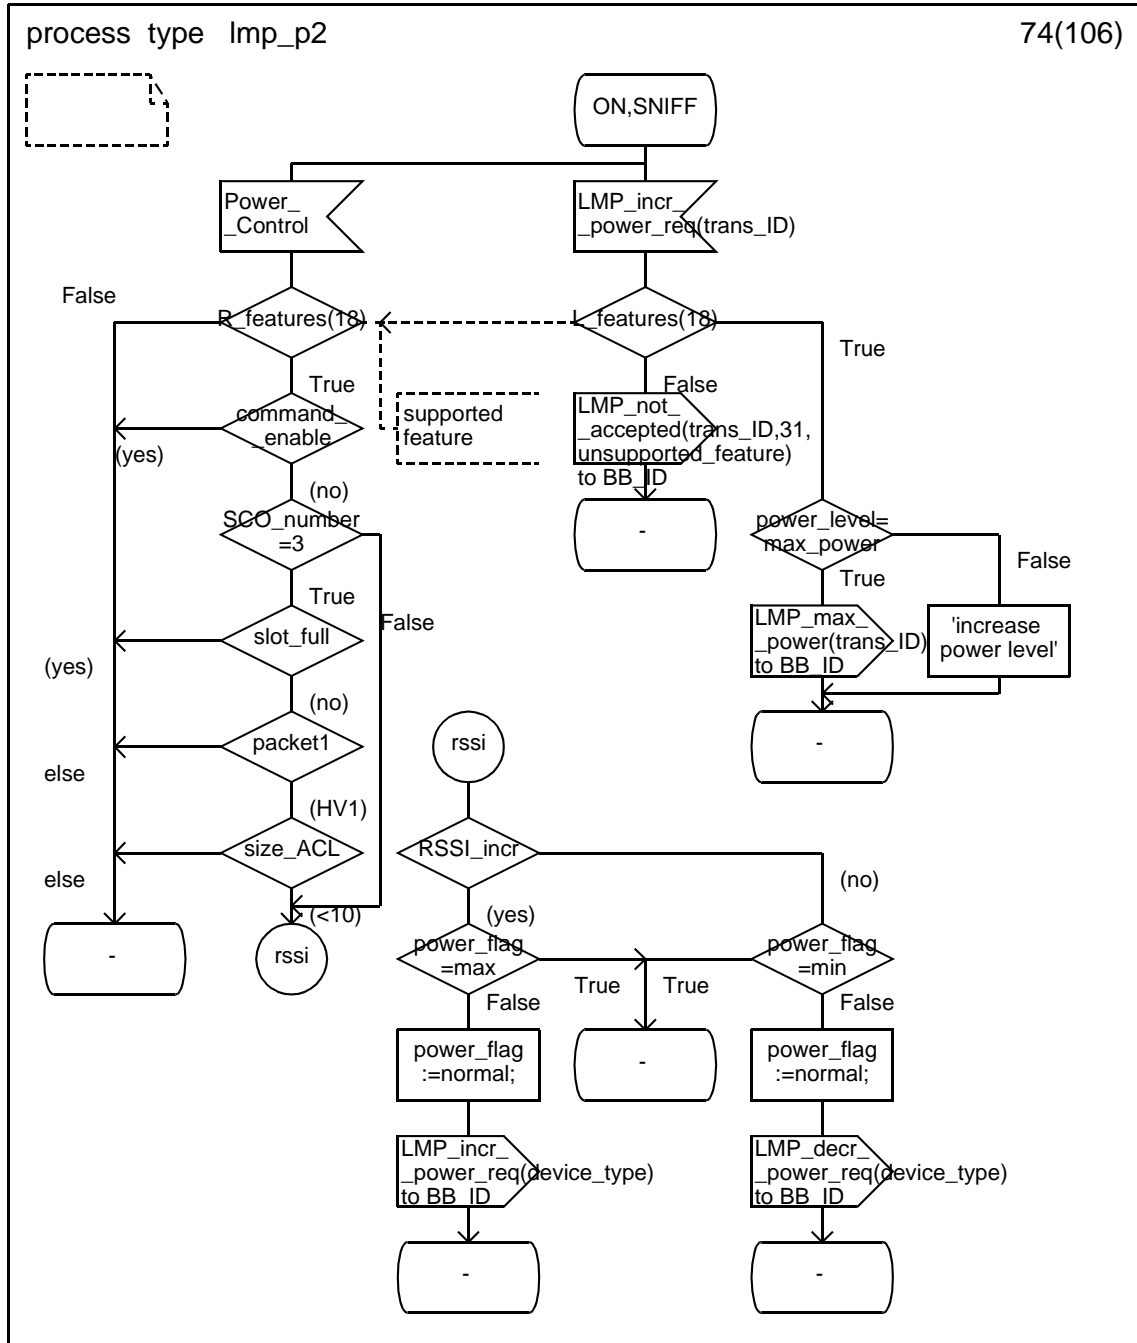 process type lmp_p2
74(106)
ON,SNIFF
Power_
_Control
LMP_incr_
_power_req(trans_ID)
False
R_features(18)
L_features(18)
True
True
False
command_
_enable
(yes)
supported
feature
LMP_not_
_accepted(trans_ID,31,
unsupported_feature)
to BB_ID
(no)
SCO_number
=3
-
power_level=
max_power
True
False
True
False
slot_full
(yes)
LMP_max_
_power(trans_ID)
to BB_ID
'increase
power level'
(no)
packet1
else
rssi
-
(HV1)
size_ACL
else
RSSI_incr
(no)
(<10)
-
rssi
(yes)
power_flag
=max
power_flag
=min
True
True
False
False
power_flag
:=normal;
-
power_flag
:=normal;
LMP_incr_
_power_req(device_type)
to BB_ID
LMP_decr_
_power_req(device_type)
to BB_ID
-
-